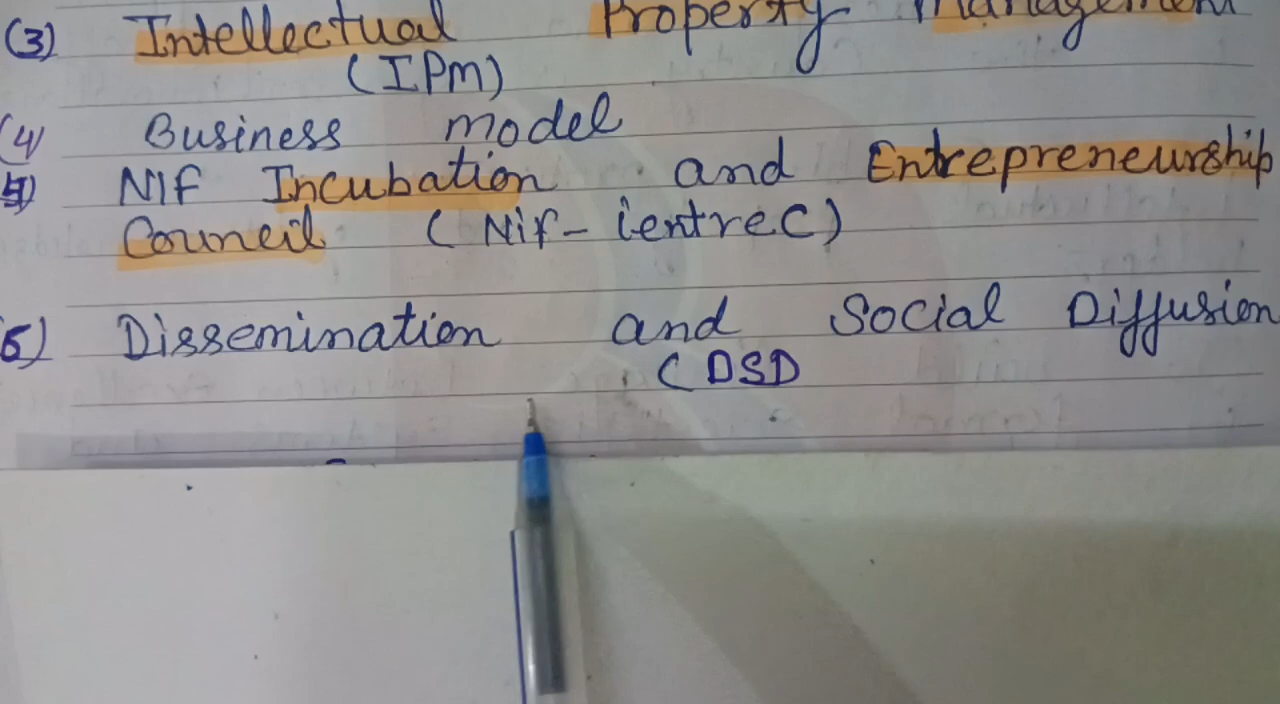 (3) Intellectual Property Management
(IPM)
(4) Business model
NIF Incubation and Entrepreneurship
Council (Nif- ientreC)
5) Dissemination and Social Diffusion
(DSD